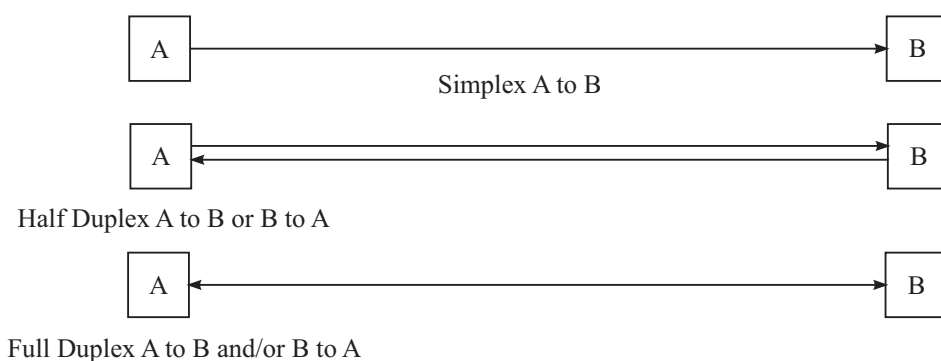 A B
Simplex A to B
A B
Half Duplex A to B or B to A
A B
Full Duplex A to B and/or B to A